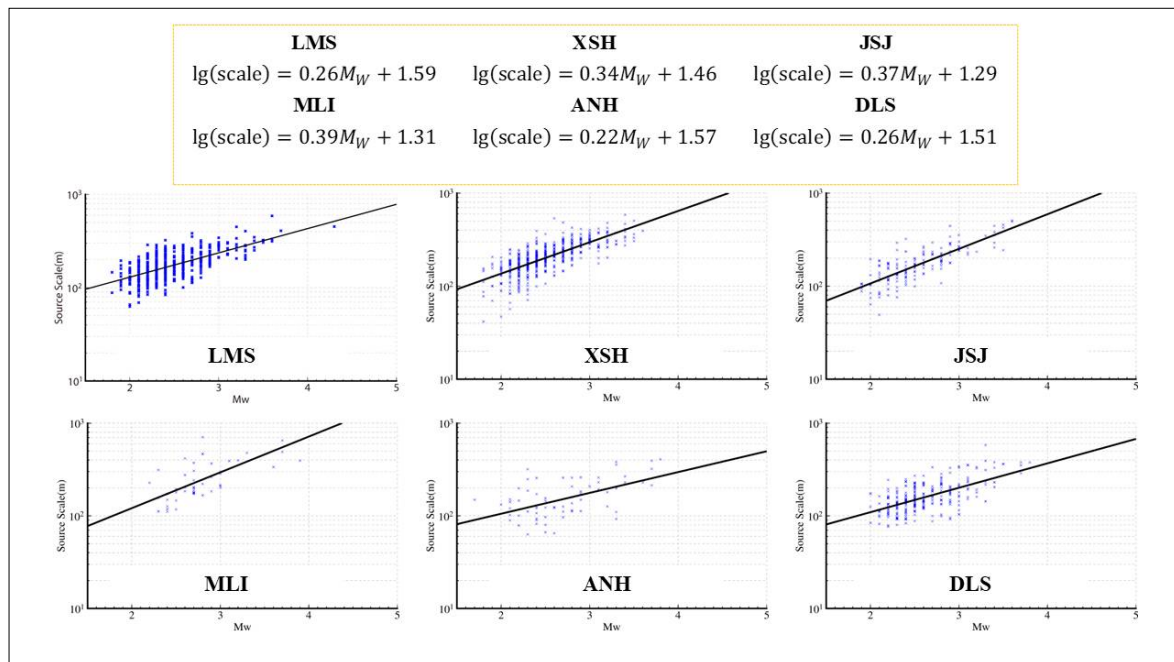 LMS XSH JSJ
lg(scale) = 0.26M_W + 1.59 lg(scale) = 0.34M_W + 1.46 lg(scale) = 0.37M_W + 1.29
MLI ANH DLS
lg(scale) = 0.39M_W + 1.31 lg(scale) = 0.22M_W + 1.57 lg(scale) = 0.26M_W + 1.51
10³
Source Scale(m)
10²
LMS
10¹
2 3 4 5
Mw
10³
Source Scale(m)
10²
XSH
10¹
2 3 4 5
Mw
10³
Source Scale(m)
10²
JSJ
10¹
2 3 4 5
Mw
10³
Source Scale(m)
10²
MLI
10¹
2 3 4 5
Mw
10³
Source Scale(m)
10²
ANH
10¹
2 3 4 5
Mw
10³
Source Scale(m)
10²
DLS
10¹
2 3 4 5
Mw